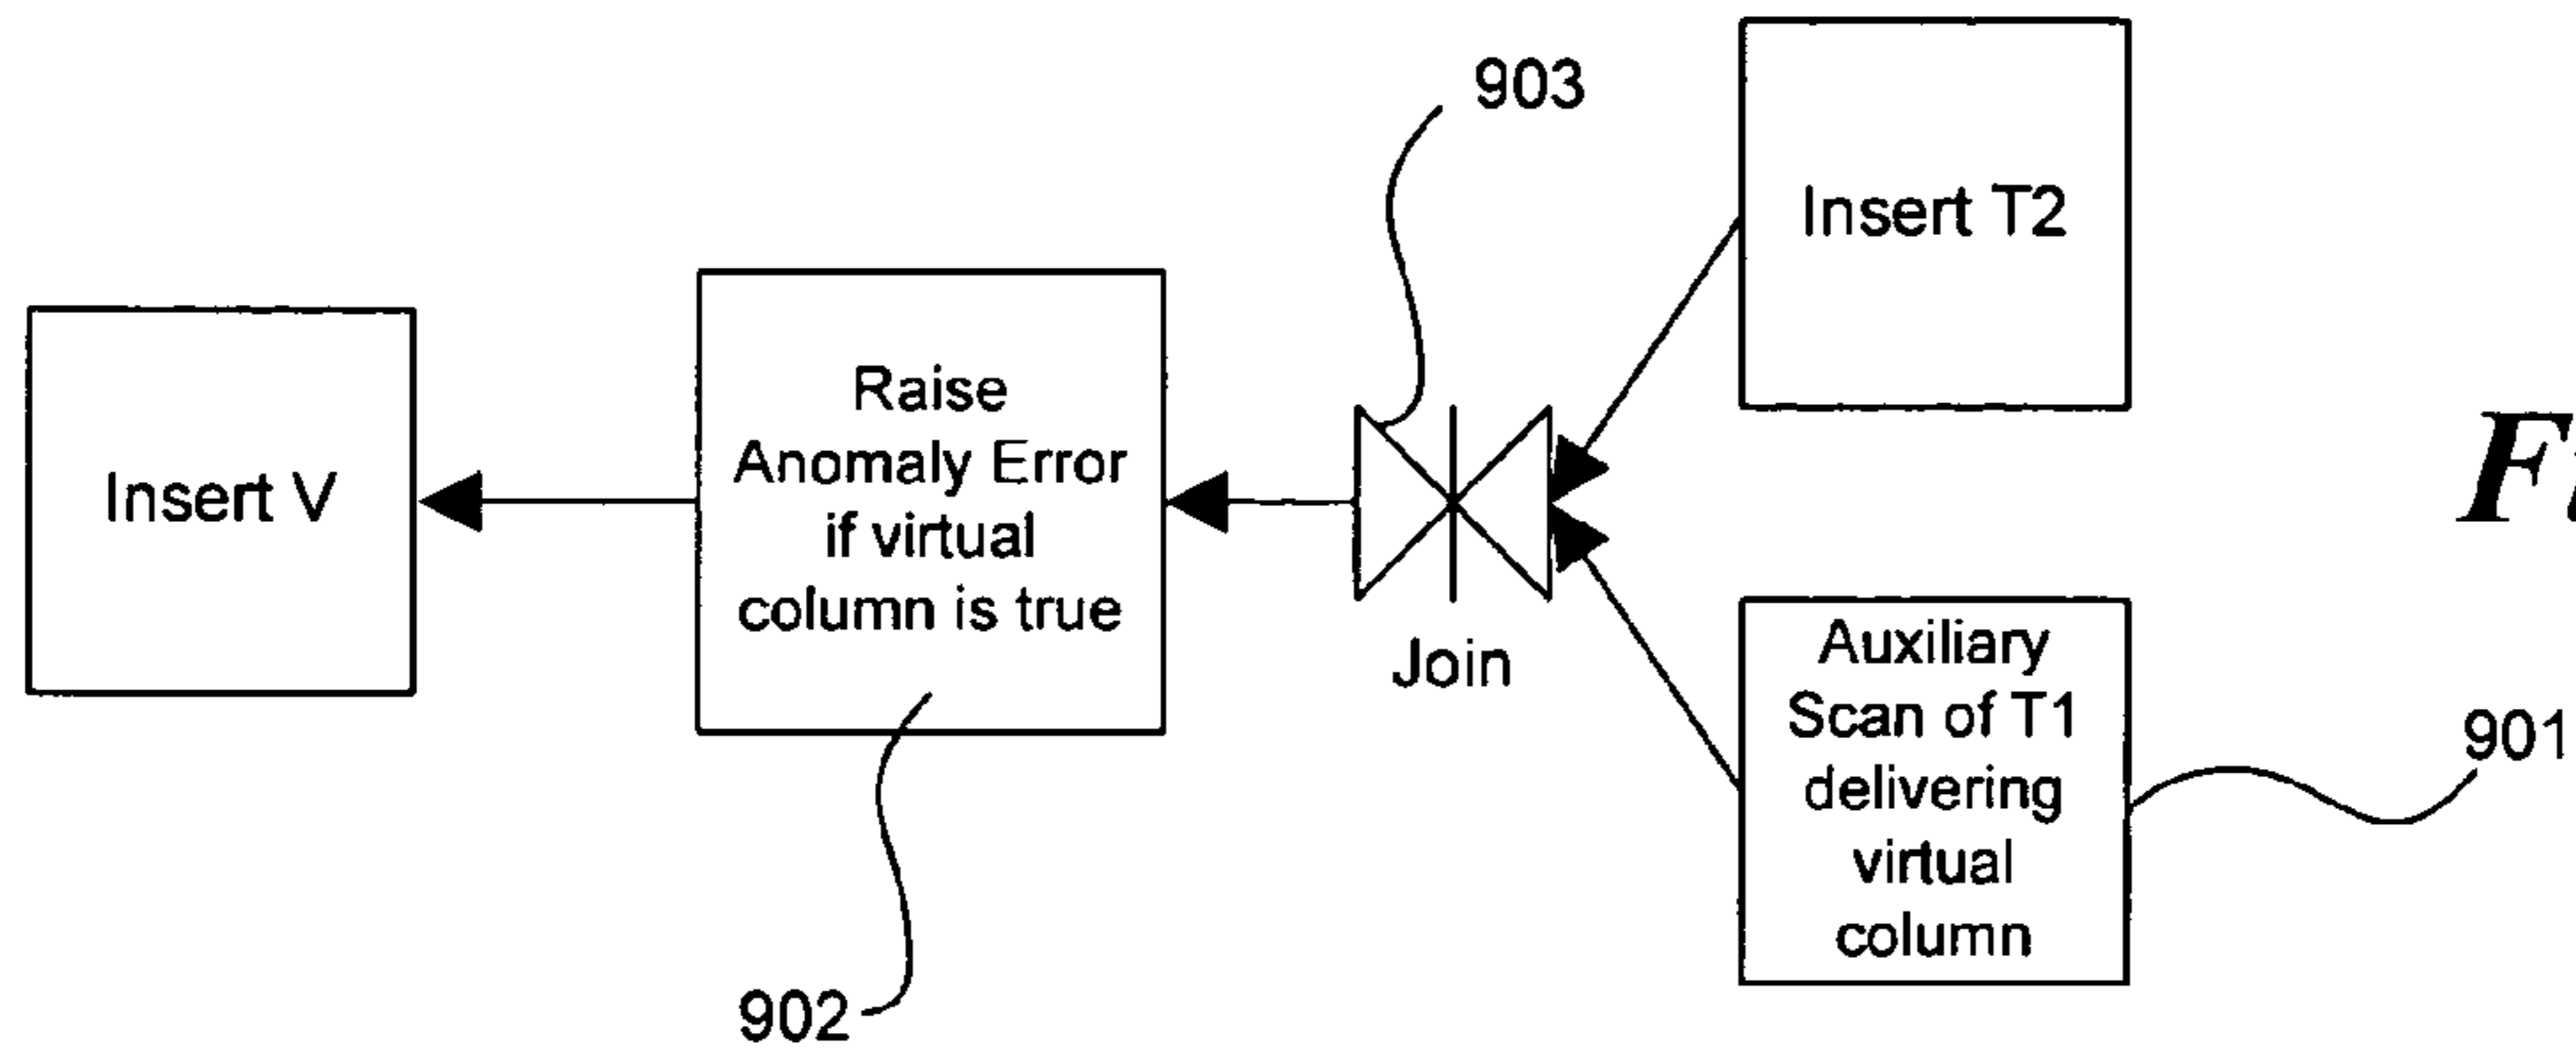 903
Insert T2
Insert V
Raise
Anomaly Error
if virtual
column is true
Join
Auxiliary
Scan of T1
delivering
virtual
column
901
902